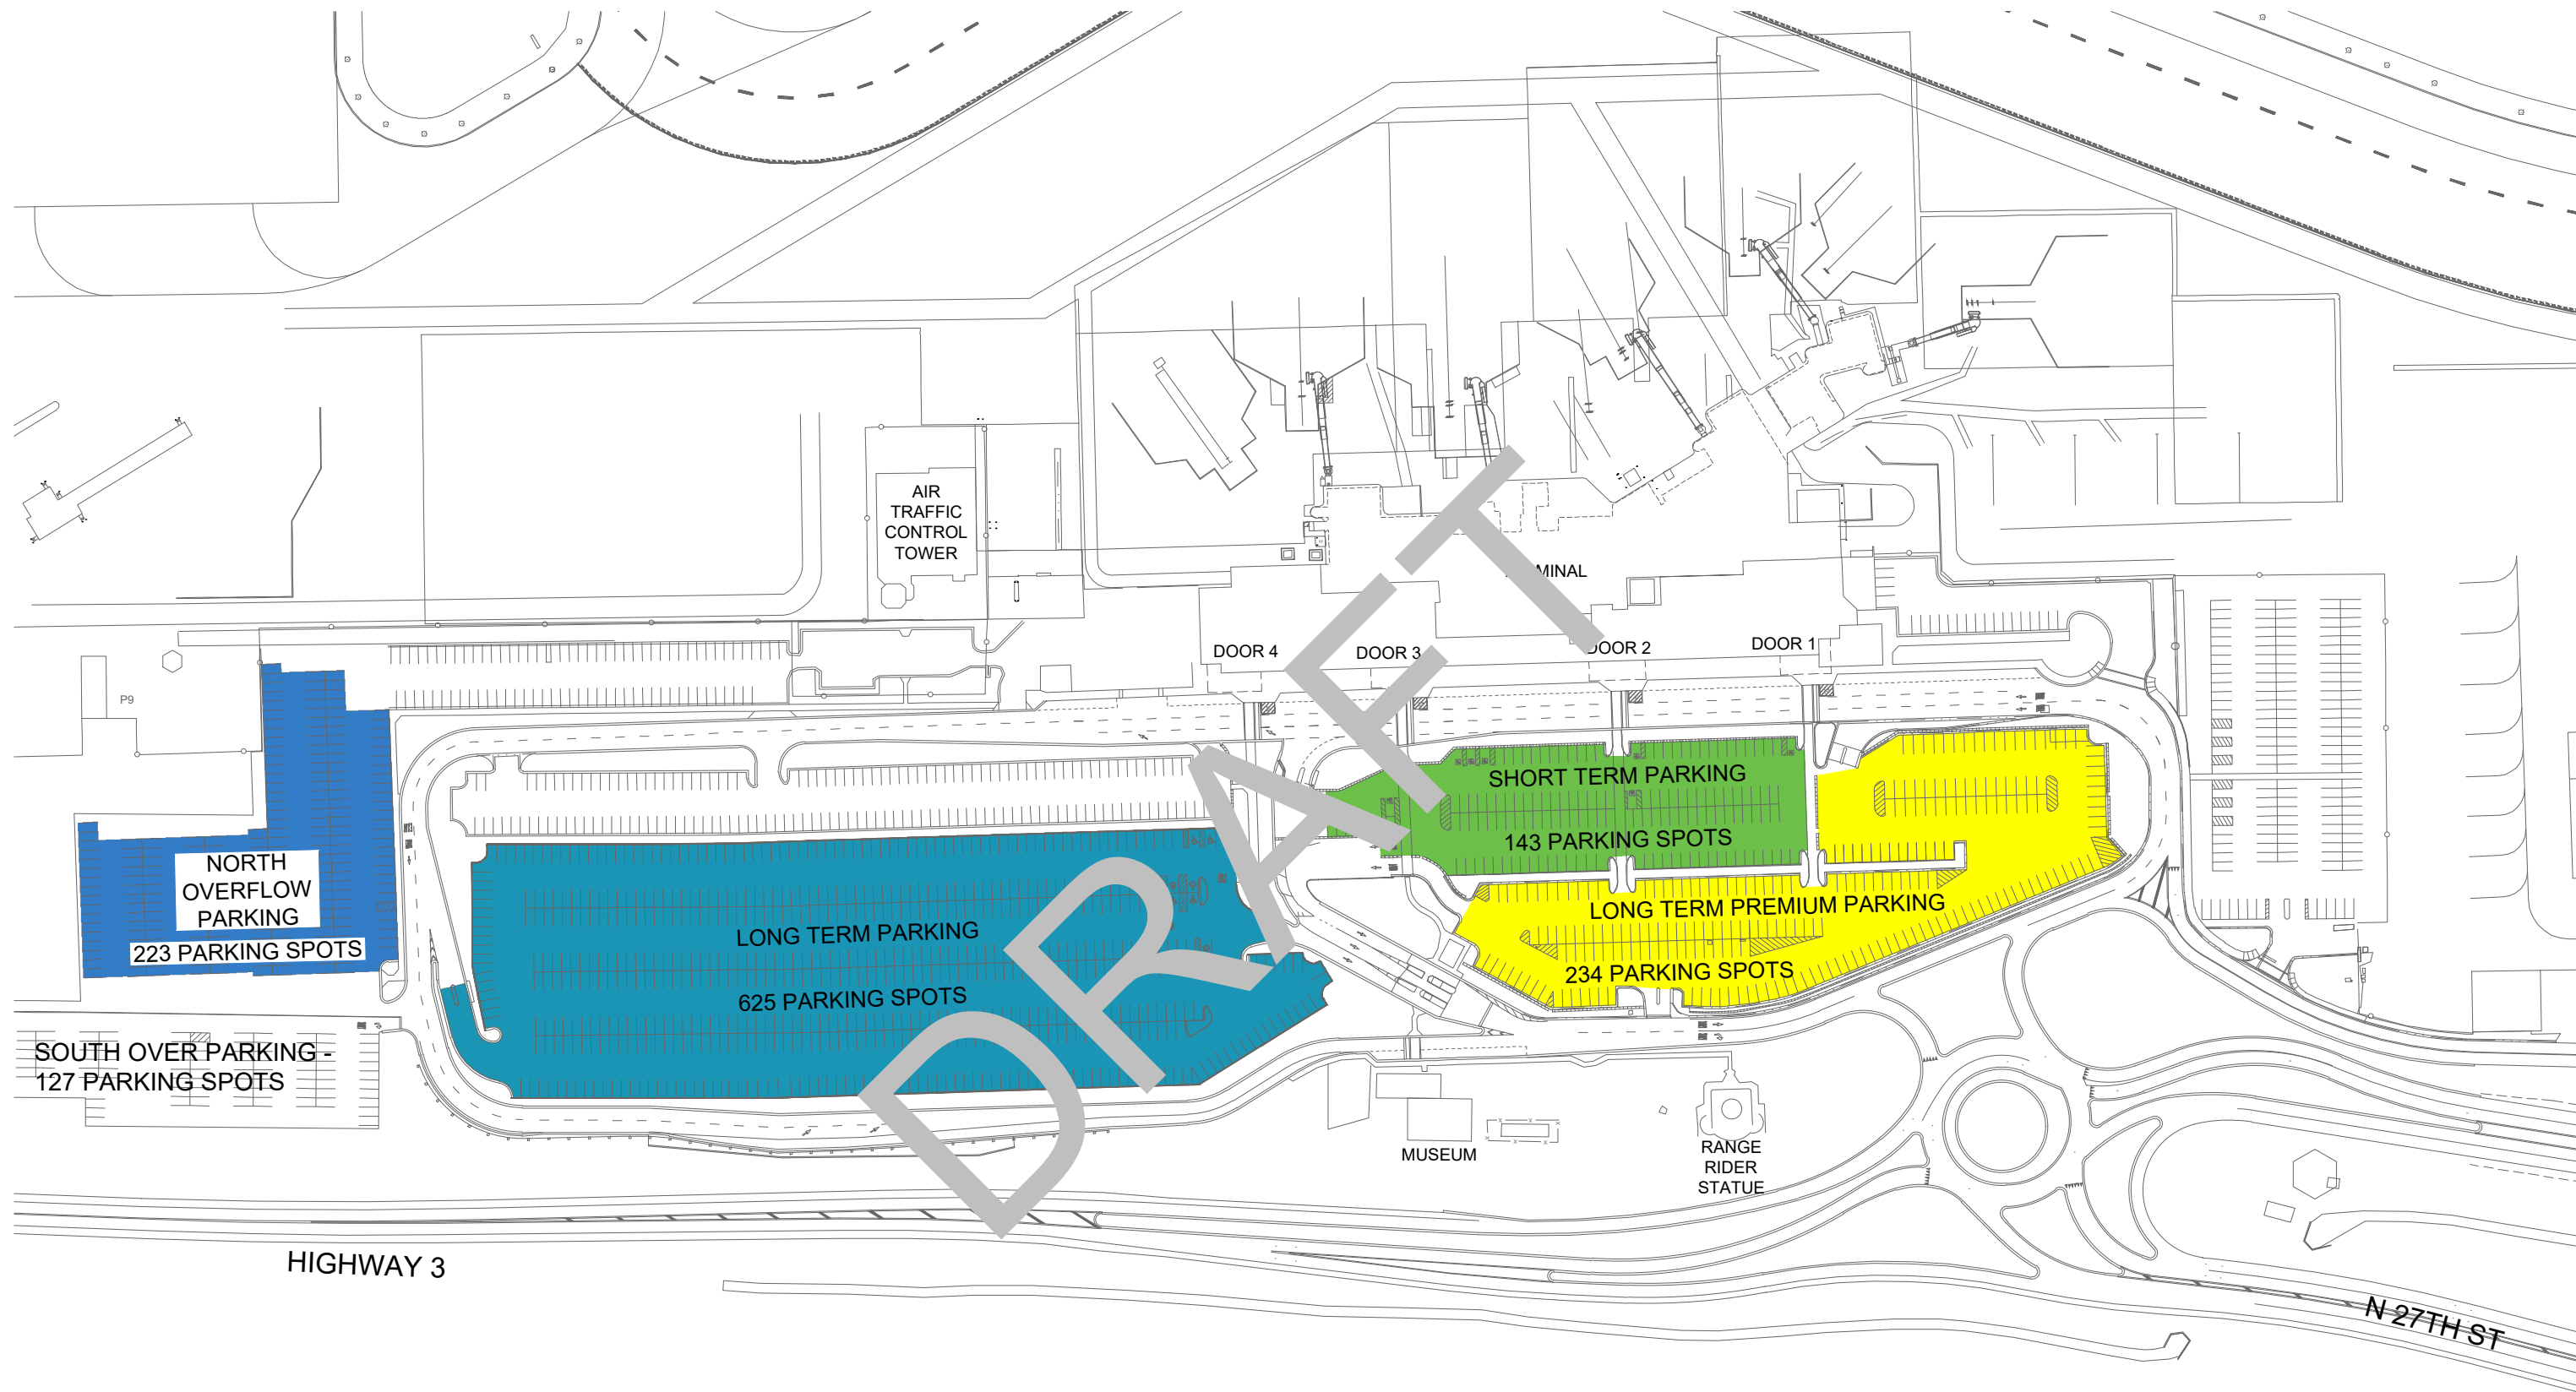 AIR
TRAFFIC
CONTROL
TOWER
MINAL
DOOR 4
DOOR 3
DOOR 2
DOOR 1
P9
SHORT TERM PARKING
143 PARKING SPOTS
NORTH
OVERFLOW
PARKING
223 PARKING SPOTS
LONG TERM PARKING
625 PARKING SPOTS
LONG TERM PREMIUM PARKING
234 PARKING SPOTS
SOUTH OVER PARKING -
127 PARKING SPOTS
MUSEUM
RANGE
RIDER
STATUE
HIGHWAY 3
N 27TH ST
DRAFT